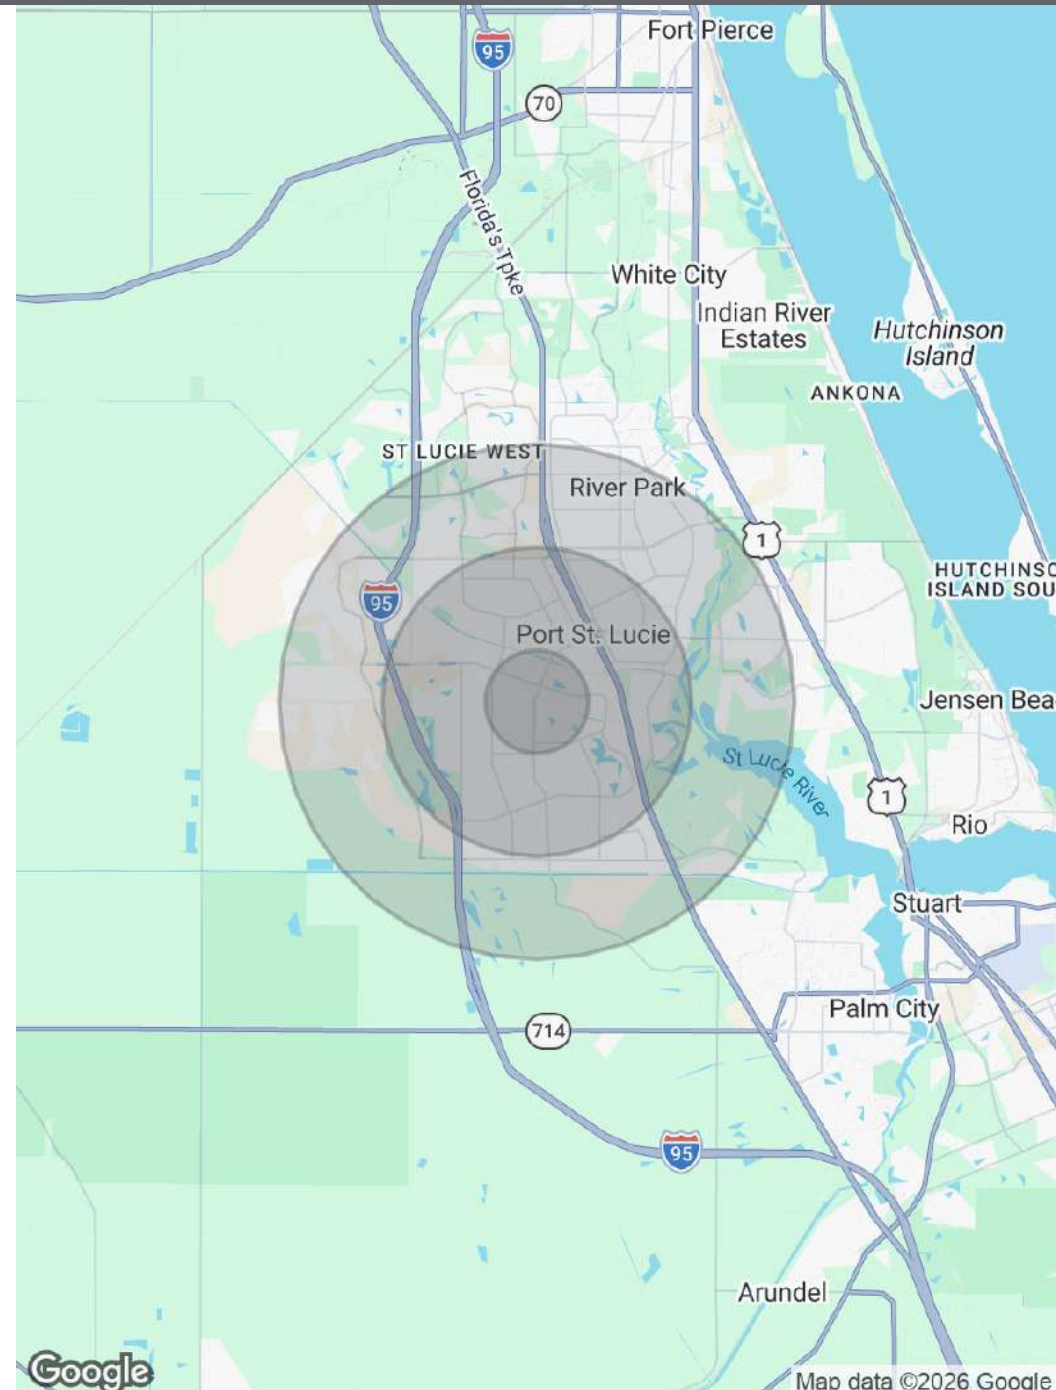 Fort Pierce
95
70
Florida's Tpke
White City
Indian River
Estates
Hutchinson
Island
ANKONA
ST LUCIE WEST
River Park
1
HUTCHINSO
ISLAND SOU
95
Port St. Lucie
Jensen Bea
St Lucie River
1
Rio
Stuart
Palm City
714
95
Arundel
Google
Map data ©2026 Google